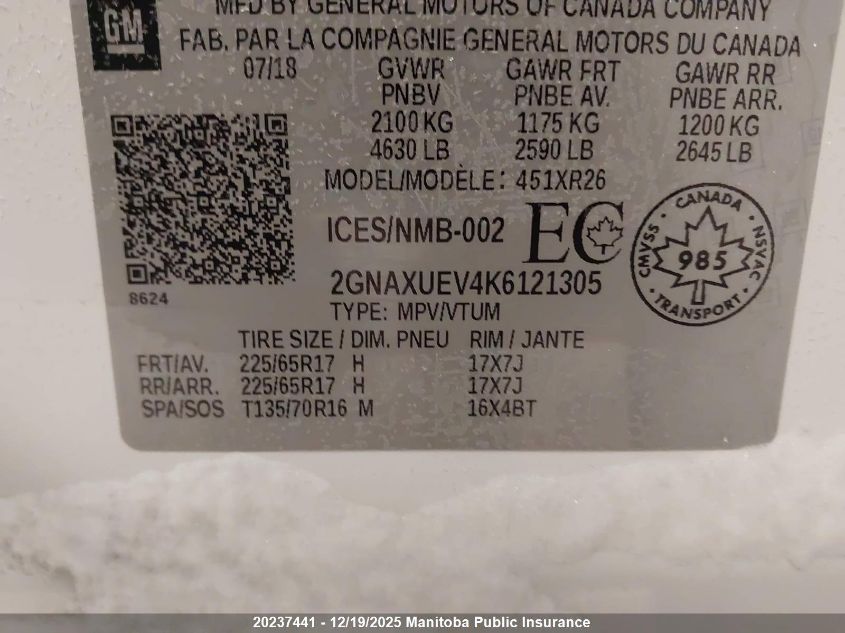 MFD BY GENERAL MOTORS OF CANADA COMPANY
GM
FAB. PAR LA COMPAGNIE GENERAL MOTORS DU CANADA
07/18 GVWR GAWR FRT GAWR RR
PNBV PNBE AV. PNBE ARR.
2100 KG 1175 KG 1200 KG
4630 LB 2590 LB 2645 LB
MODEL/MODÈLE: 451XR26
ICES/NMB-002 EC
CANADA
CMVSS 985 NSVAC
TRANSPORT
8624
2GNAXUEV4K6121305
TYPE: MPV/VTUM
TIRE SIZE / DIM. PNEU RIM / JANTE
FRT/AV. 225/65R17 H 17X7J
RR/ARR. 225/65R17 H 17X7J
SPA/SOS T135/70R16 M 16X4BT
20237441 - 12/19/2025 Manitoba Public Insurance